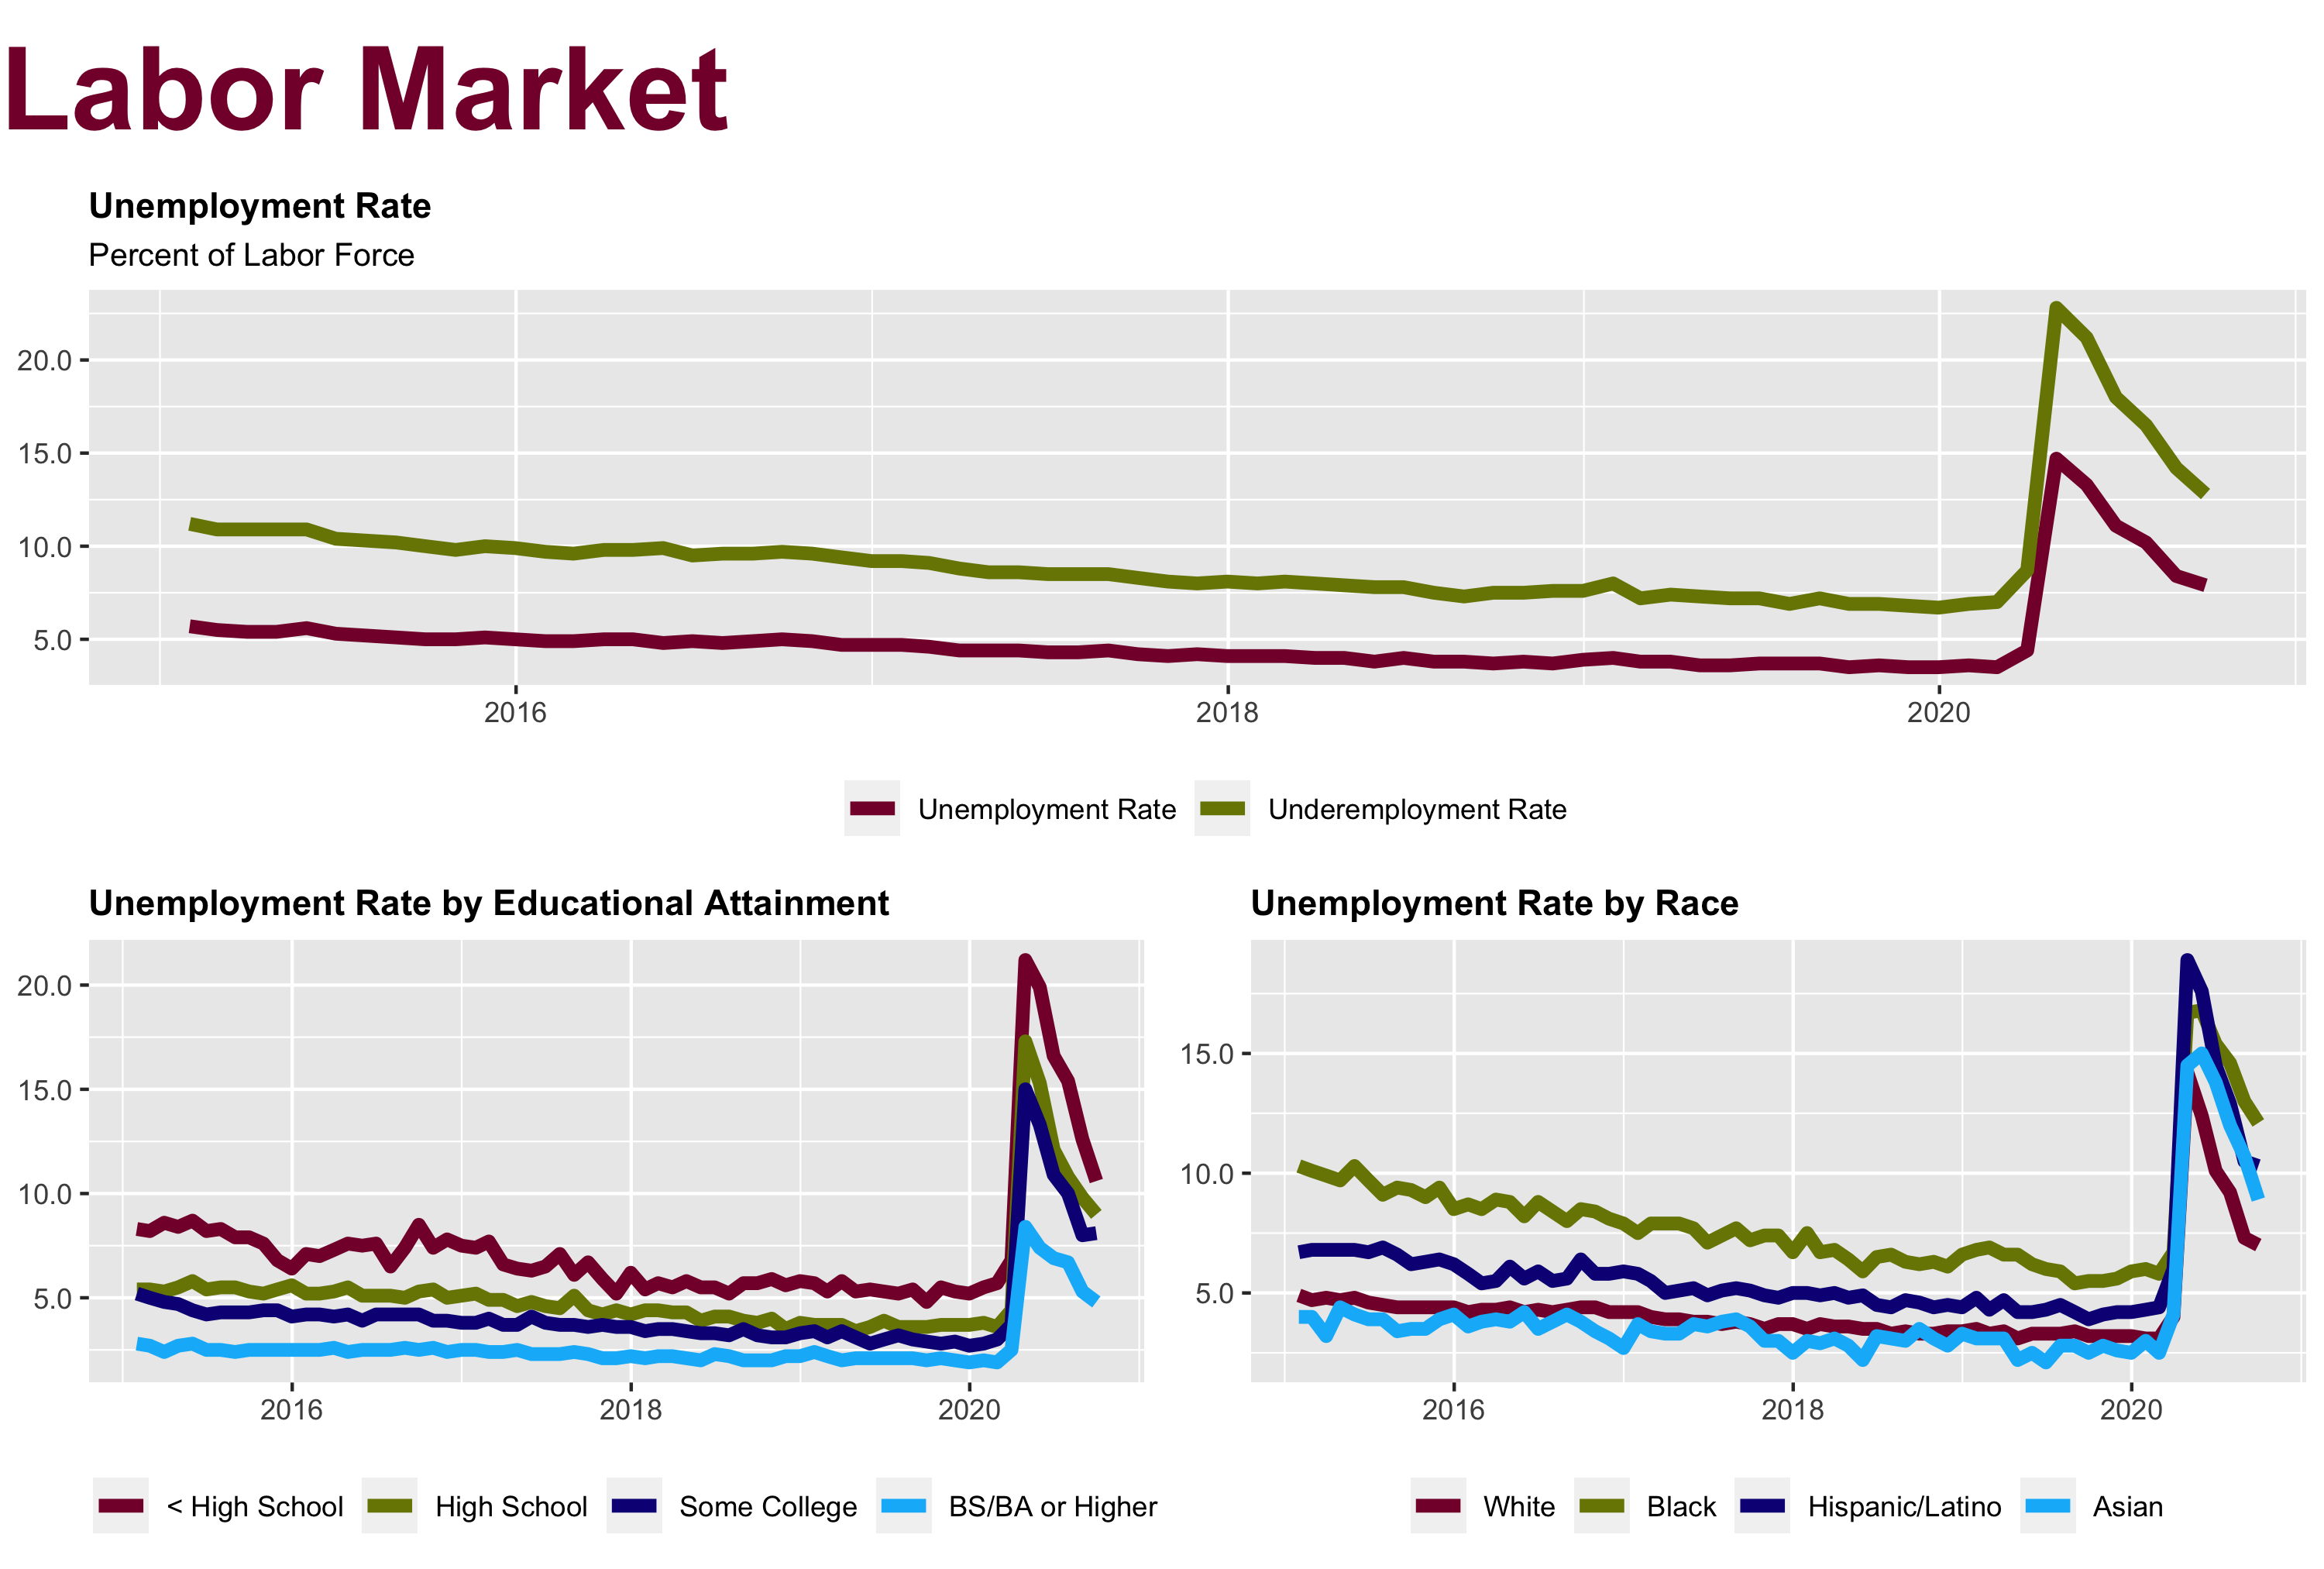 Labor Market
Unemployment Rate
Percent of Labor Force
20.0
15.0
10.0
5.0
2016 2018 2020
Unemployment Rate Underemployment Rate
Unemployment Rate by Educational Attainment
20.0
15.0
10.0
5.0
2016 2018 2020
< High School High School Some College BS/BA or Higher
Unemployment Rate by Race
15.0
10.0
5.0
2016 2018 2020
White Black Hispanic/Latino Asian